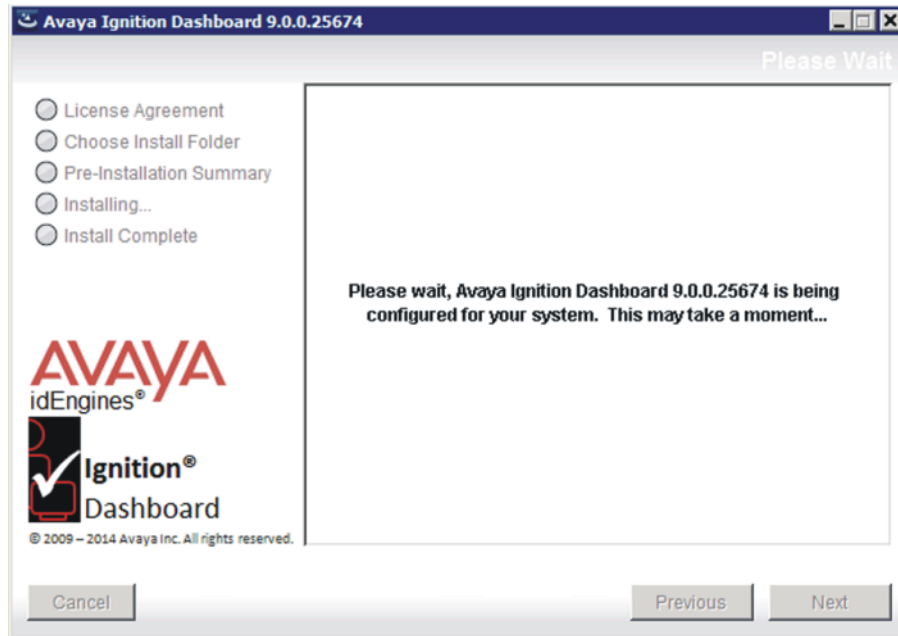 Avaya Ignition Dashboard 9.0.0.25674
Please Wait
License Agreement
Choose Install Folder
Pre-Installation Summary
Installing...
Install Complete
Please wait, Avaya Ignition Dashboard 9.0.0.25674 is being
configured for your system. This may take a moment...
AVAYA
idEngines®
Ignition®
Dashboard
© 2009 – 2014 Avaya Inc. All rights reserved.
Cancel
Previous
Next